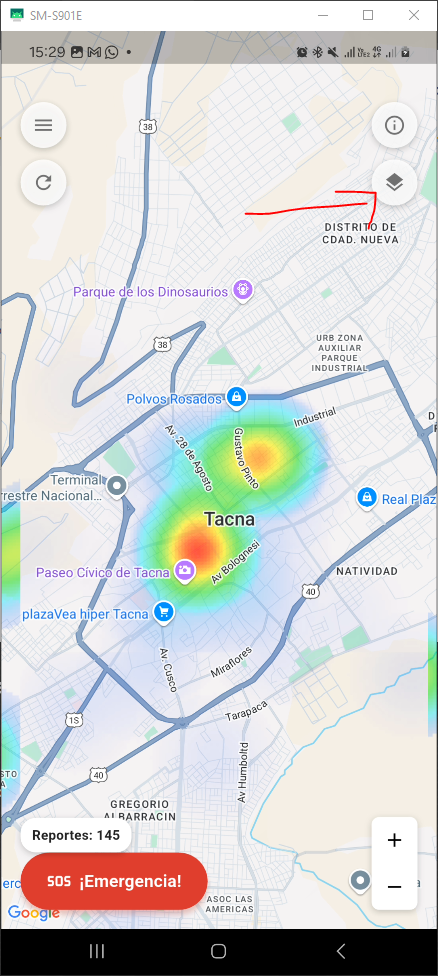 SM-S901E
15:29
38
DISTRITO DE
CDAD. NUEVA
Parque de los Dinosaurios
38
URB ZONA
AUXILIAR
PARQUE
INDUSTRIAL
Polvos Rosados
Industrial
Av. 28 de Agosto
Gustavo Pinto
Terminal
rrestre Nacional...
Real Plaz
Tacna
Av Bolognesi
Paseo Cívico de Tacna
NATIVIDAD
40
plazaVea hiper Tacna
Av. Cusco
Miraflores
Tarapaca
1S
Av Humboltd
40
GREGORIO
ALBARRACIN
Reportes: 145
+
SOS ¡Emergencia!
−
ASOC LAS
AMERICAS
Google